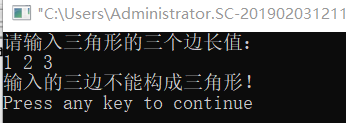 "C:\Users\Administrator.SC-201902031211
请输入三角形的三个边长值:
1 2 3
输入的三边不能构成三角形!
Press any key to continue